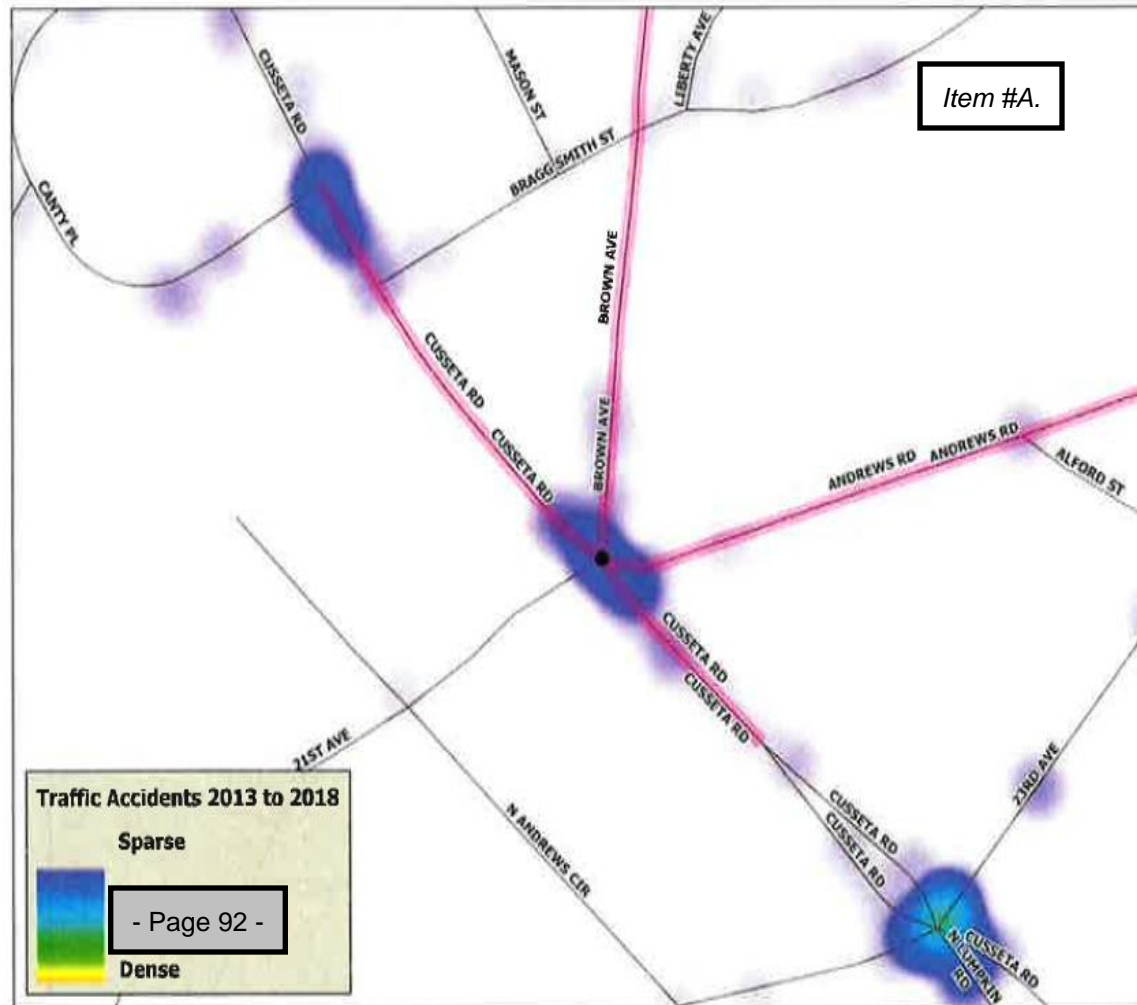 CUSSETA RD
MASON ST
LIBERTY AVE
Item #A.
BRAGG SMITH ST
CANTY PL
BROWN AVE
CUSSETA RD
BROWN AVE
CUSSETA RD
ANDREWS RD
ANDREWS RD
ALFORD ST
CUSSETA RD
CUSSETA RD
21ST AVE
23RD AVE
N ANDREWS CIR
CUSSETA RD
CUSSETA RD
CUSSETA RD
N LUMPKIN
RD
Traffic Accidents 2013 to 2018
Sparse
- Page 92 -
Dense